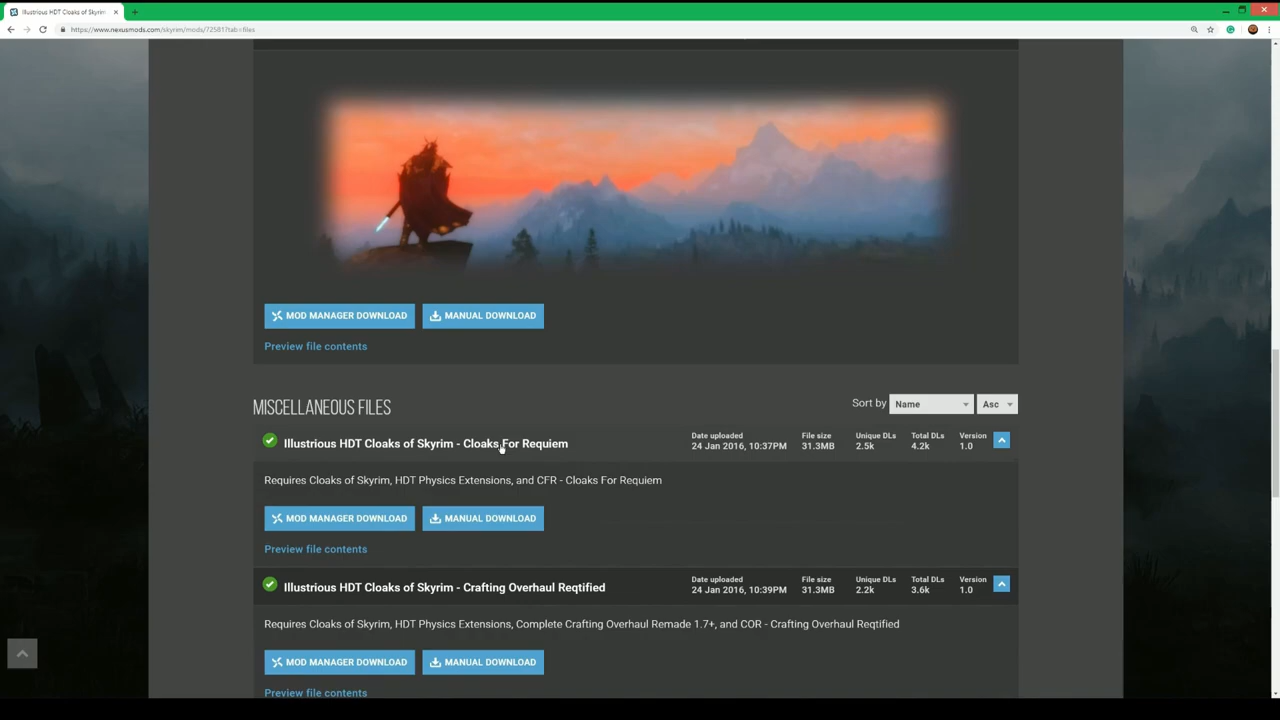 Illustrious HDT Cloaks of Skyrim
https://www.nexusmods.com/skyrim/mods/72581?tab=files
MOD MANAGER DOWNLOAD MANUAL DOWNLOAD
Preview file contents
MISCELLANEOUS FILES
Sort by Name Asc
Illustrious HDT Cloaks of Skyrim - Cloaks For Requiem
Date uploaded File size Unique DLs Total DLs Version
24 Jan 2016, 10:37PM 31.3MB 2.5k 4.2k 1.0
Requires Cloaks of Skyrim, HDT Physics Extensions, and CFR - Cloaks For Requiem
MOD MANAGER DOWNLOAD MANUAL DOWNLOAD
Preview file contents
Illustrious HDT Cloaks of Skyrim - Crafting Overhaul Reqtified
Date uploaded File size Unique DLs Total DLs Version
24 Jan 2016, 10:39PM 31.3MB 2.2k 3.6k 1.0
Requires Cloaks of Skyrim, HDT Physics Extensions, Complete Crafting Overhaul Remade 1.7+, and COR - Crafting Overhaul Reqtified
MOD MANAGER DOWNLOAD MANUAL DOWNLOAD
Preview file contents